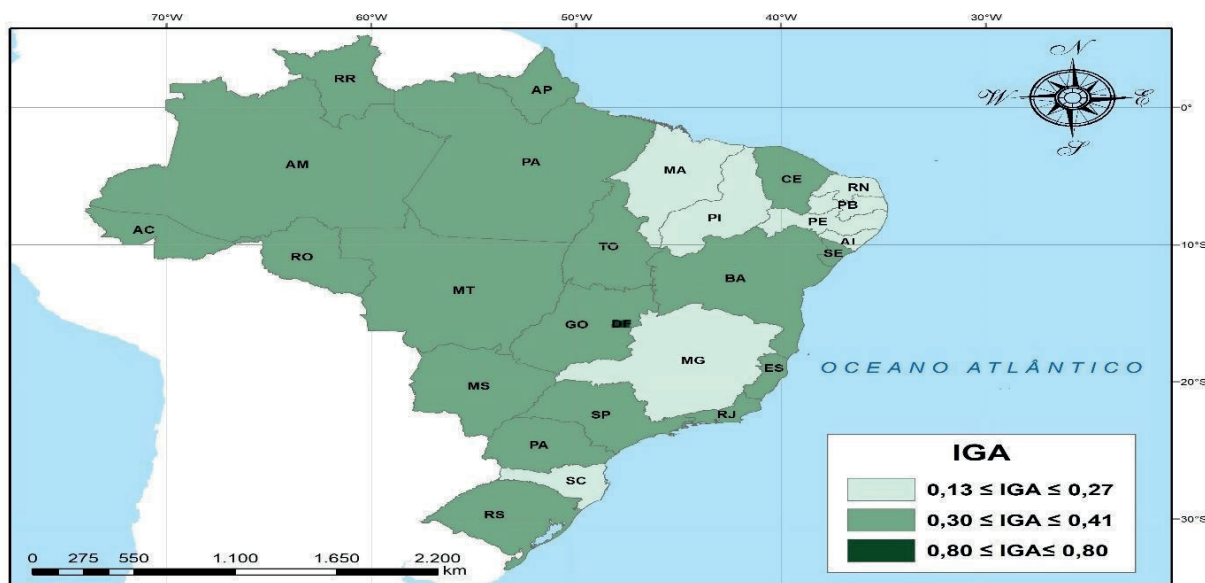 70°W 60°W 50°W 40°W 30°W
N
W E
S
RR
AP
0°
AM
PA
MA
CE
RN
PB
PI
PE
AC
AL
TO
SE
10°S
RO
BA
MT
GO
DF
MG
OCEANO ATLÂNTICO
ES
MS
20°S
SP
RJ
PA
IGA
SC
0,13 ≤ IGA ≤ 0,27
RS
0,30 ≤ IGA ≤ 0,41
30°S
0,80 ≤ IGA≤ 0,80
0 275 550 1.100 1.650 2.200
km